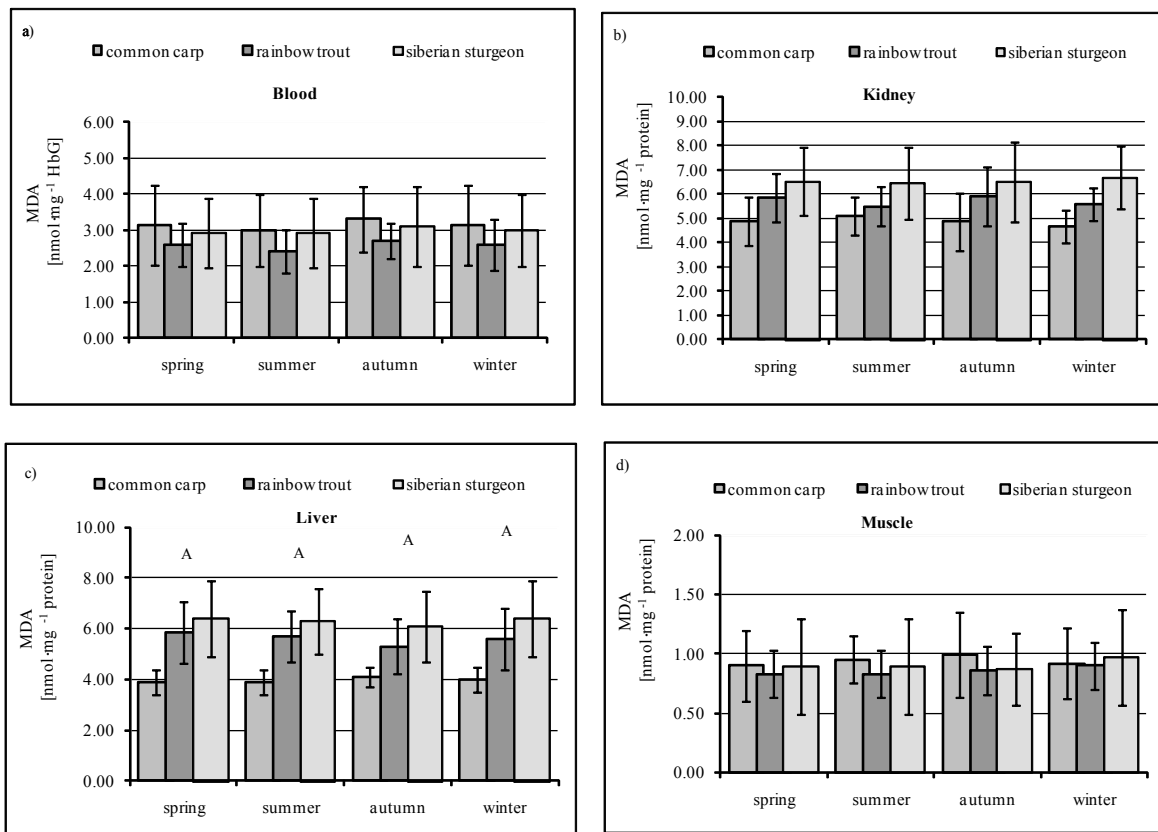 a)
common carp rainbow trout siberian sturgeon
Blood
MDA
[nmol·mg -1 HbG]
6.00
5.00
4.00
3.00
2.00
1.00
0.00
spring summer autumn winter
b)
common carp rainbow trout siberian sturgeon
Kidney
MDA
[nmol·mg -1 protein]
10.00
9.00
8.00
7.00
6.00
5.00
4.00
3.00
2.00
1.00
0.00
spring summer autumn winter
c)
common carp rainbow trout siberian sturgeon
Liver
MDA
[nmol·mg -1 protein]
10.00
8.00
6.00
4.00
2.00
0.00
A A A A
spring summer autumn winter
d)
common carp rainbow trout siberian sturgeon
Muscle
MDA
[nmol·mg -1 protein]
2.00
1.50
1.00
0.50
0.00
spring summer autumn winter